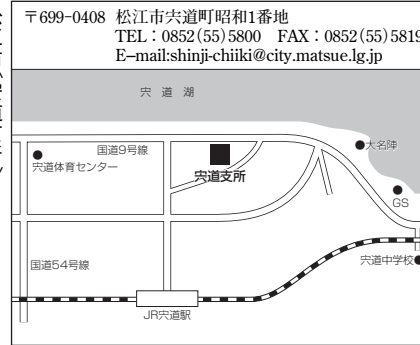 〒699-0408 松江市宍道町昭和1番地
TEL：0852(55)5800 FAX：0852(55)5819
E-mail:shinji-chiiki@city.matsue.lg.jp
宍道湖
国道9号線
大名陣
宍道体育センター
宍道支所
GS
宍道中学校
国道54号線
JR宍道駅